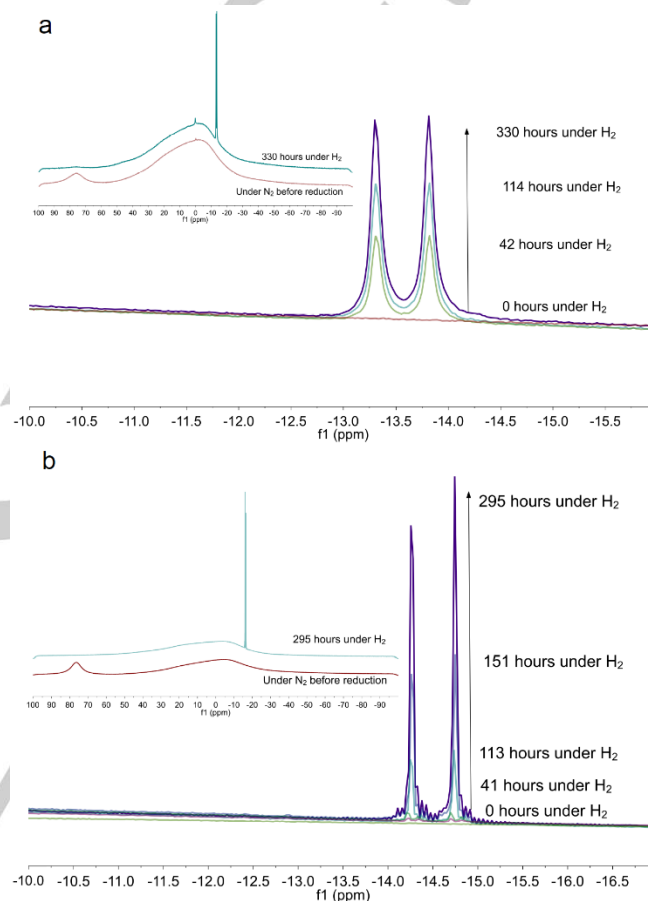 a
330 hours under H₂
Under N₂ before reduction
100 90 80 70 60 50 40 30 20 10 0 -10 -20 -30 -40 -50 -60 -70 -80 -90
f1 (ppm)
330 hours under H₂
114 hours under H₂
42 hours under H₂
0 hours under H₂
-10.0 -10.5 -11.0 -11.5 -12.0 -12.5 -13.0 -13.5 -14.0 -14.5 -15.0 -15.5
f1 (ppm)
b
295 hours under H₂
Under N₂ before reduction
100 90 80 70 60 50 40 30 20 10 0 -10 -20 -30 -40 -50 -60 -70 -80 -90
f1 (ppm)
295 hours under H₂
151 hours under H₂
113 hours under H₂
41 hours under H₂
0 hours under H₂
-10.0 -10.5 -11.0 -11.5 -12.0 -12.5 -13.0 -13.5 -14.0 -14.5 -15.0 -15.5 -16.0 -16.5
f1 (ppm)